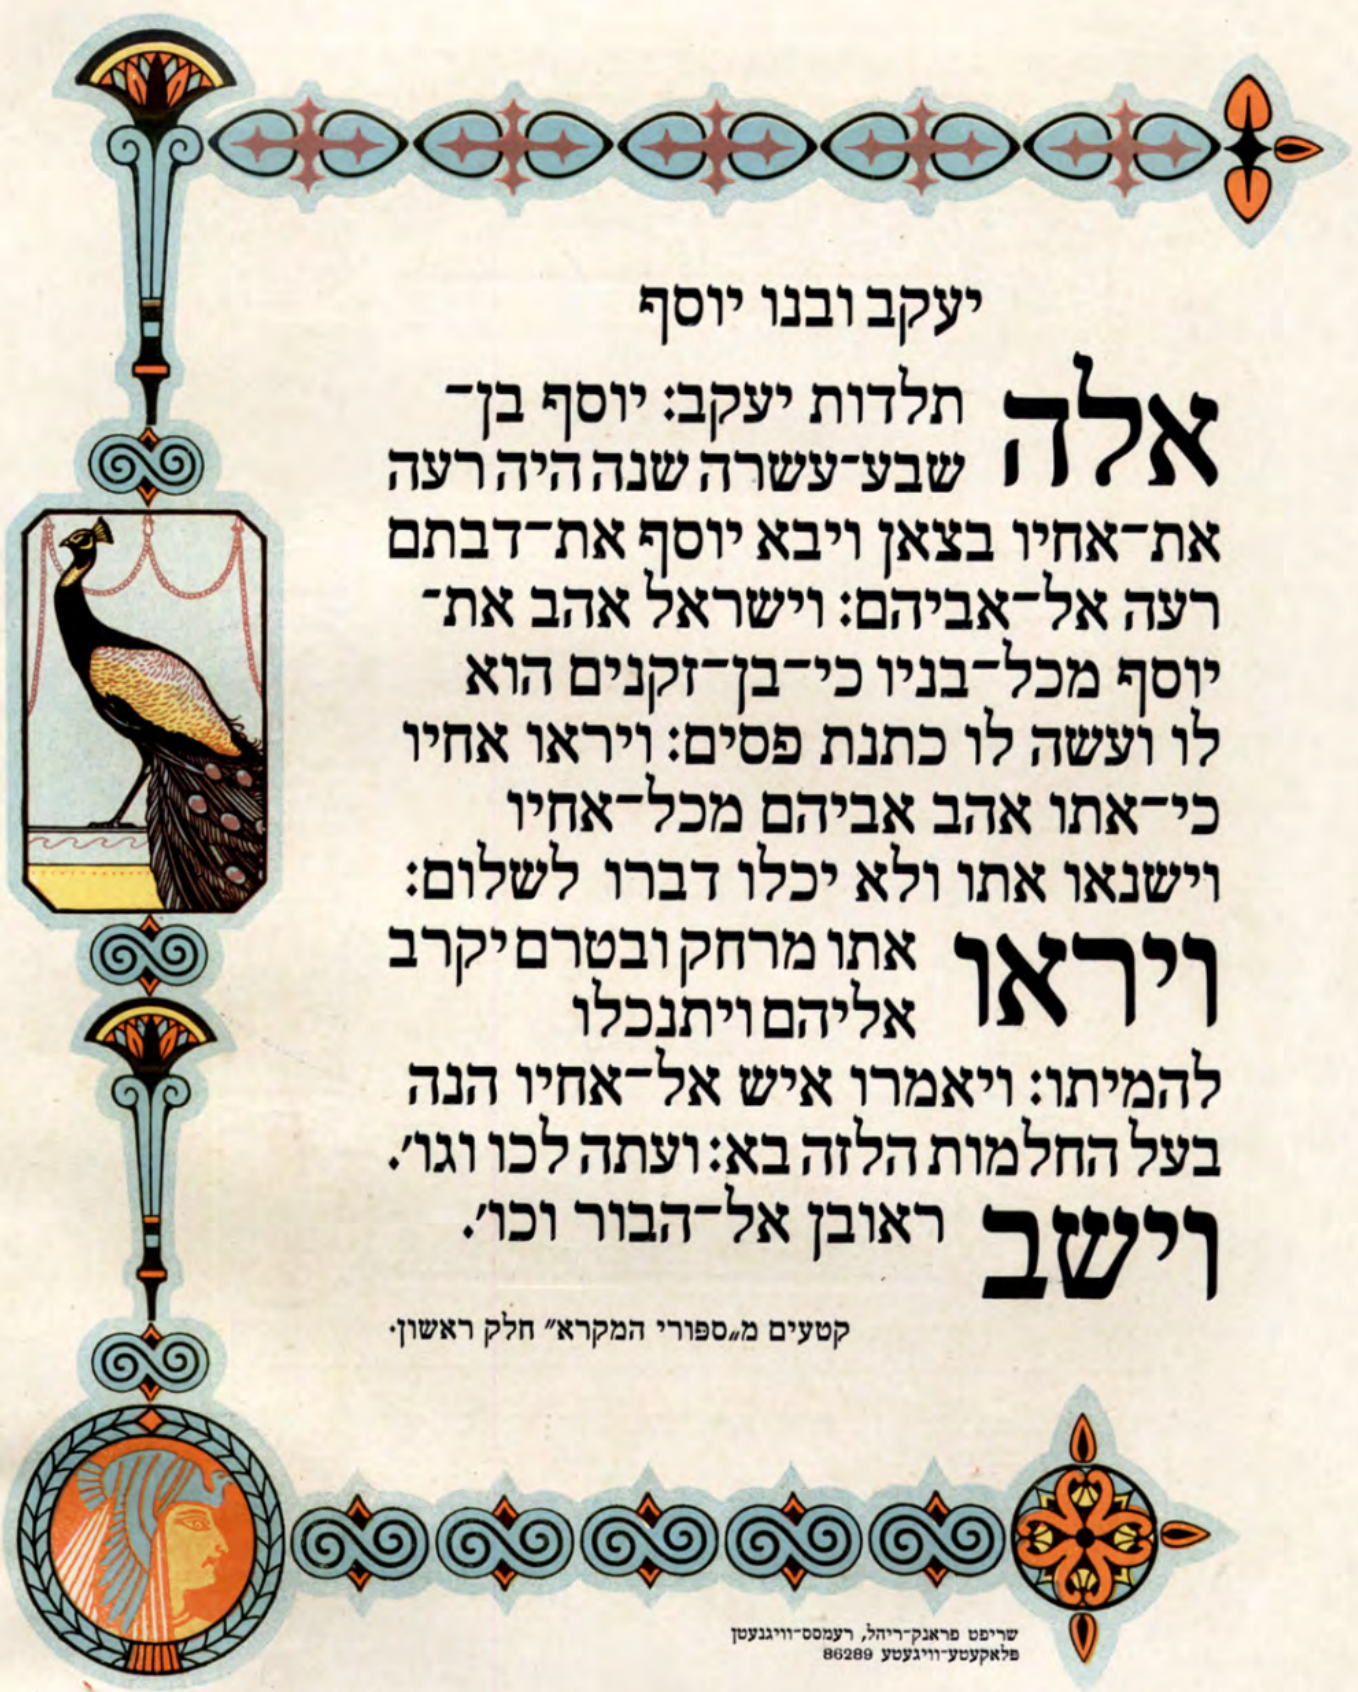 יעקב ובנו יוסף
אלה תלדות יעקב: יוסף בן־
שבע־עשרה שנה היה רעה
את־אחיו בצאן ויבא יוסף את־דבתם
רעה אל־אביהם: וישראל אהב את־
יוסף מכל־בניו כי־בן־זקנים הוא
לו ועשה לו כתנת פסים: ויראו אחיו
כי־אתו אהב אביהם מכל־אחיו
וישנאו אתו ולא יכלו דברו לשלום:
ויראו אתו מרחק ובטרם יקרב
אליהם ויתנכלו
להמיתו: ויאמרו איש אל־אחיו הנה
בעל החלמות הלזה בא: ועתה לכו וגו׳.
וישב ראובן אל־הבור וכו׳.
קטעים מ„ספורי המקרא״ חלק ראשון.
שריפט פראנק־ריהל, רעמסס־וויגנעטן
פלאקעטע־וויגעטע 86289